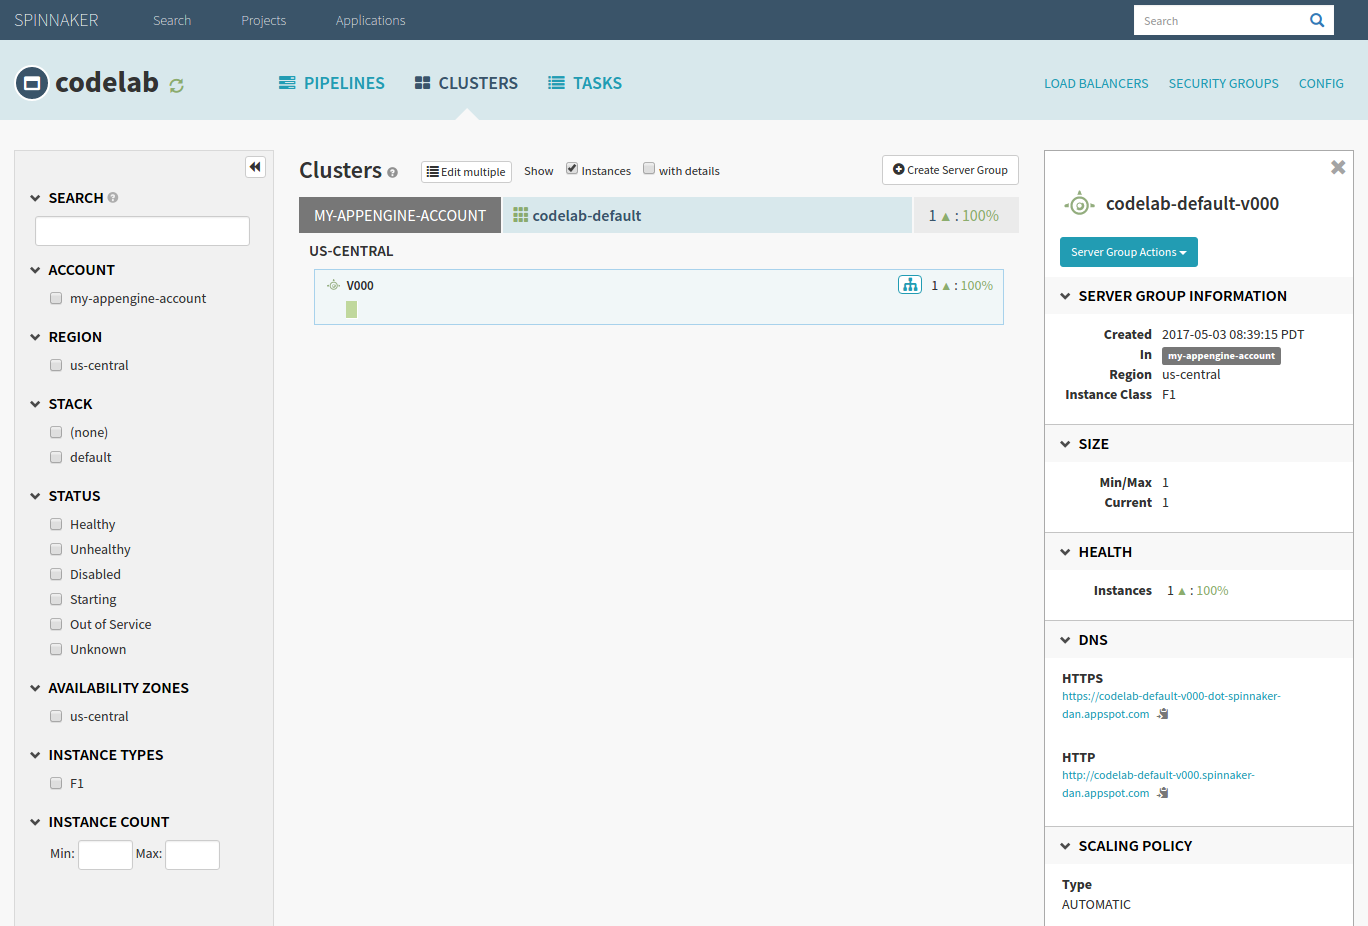 SPINNAKER Search Projects Applications Search
codelab PIPELINES CLUSTERS TASKS LOAD BALANCERS SECURITY GROUPS CONFIG
SEARCH
ACCOUNT
my-appengine-account
REGION
us-central
STACK
(none)
default
STATUS
Healthy
Unhealthy
Disabled
Starting
Out of Service
Unknown
AVAILABILITY ZONES
us-central
INSTANCE TYPES
F1
INSTANCE COUNT
Min: Max:
Clusters Edit multiple Show Instances with details Create Server Group
MY-APPENGINE-ACCOUNT codelab-default 1 ▲ : 100%
US-CENTRAL
V000 1 ▲ : 100%
codelab-default-v000
Server Group Actions
SERVER GROUP INFORMATION
Created 2017-05-03 08:39:15 PDT
In my-appengine-account
Region us-central
Instance Class F1
SIZE
Min/Max 1
Current 1
HEALTH
Instances 1 ▲ : 100%
DNS
HTTPS
https://codelab-default-v000-dot-spinnaker-
dan.appspot.com
HTTP
http://codelab-default-v000.spinnaker-
dan.appspot.com
SCALING POLICY
Type
AUTOMATIC